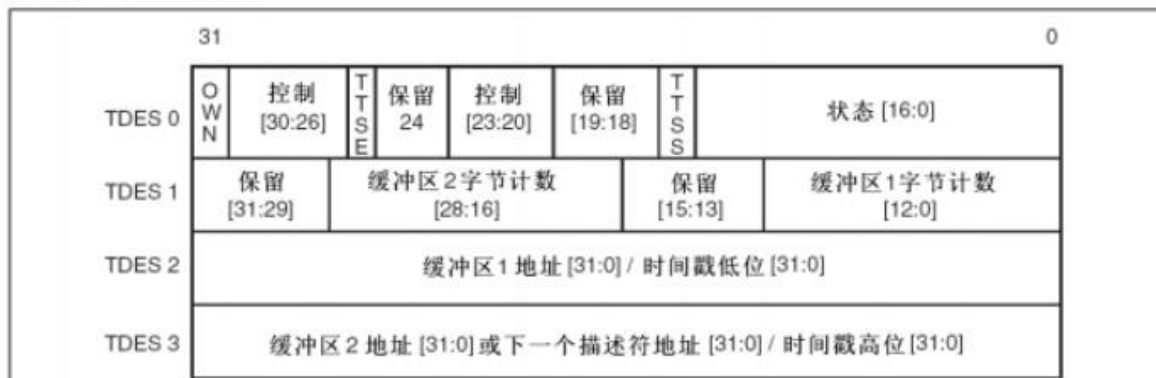 31 0
TDES 0 OWN 控制 [30:26] TTSE 保留 24 控制 [23:20] 保留 [19:18] TTSS 状态 [16:0]
TDES 1 保留 [31:29] 缓冲区2字节计数 [28:16] 保留 [15:13] 缓冲区1字节计数 [12:0]
TDES 2 缓冲区1 地址 [31:0] / 时间戳低位 [31:0]
TDES 3 缓冲区2 地址 [31:0] 或下一个描述符地址 [31:0] / 时间戳高位 [31:0]